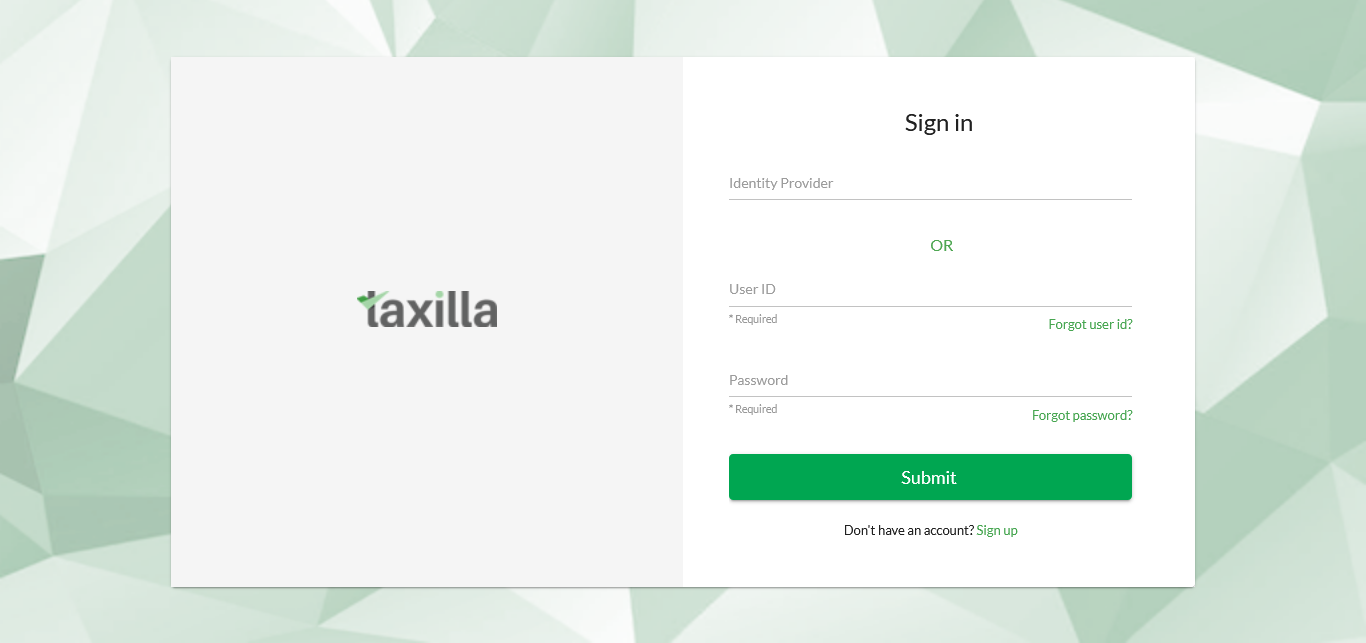 taxilla
Sign in
Identity Provider
OR
User ID
* Required
Forgot user id?
Password
* Required
Forgot password?
Submit
Don't have an account? Sign up